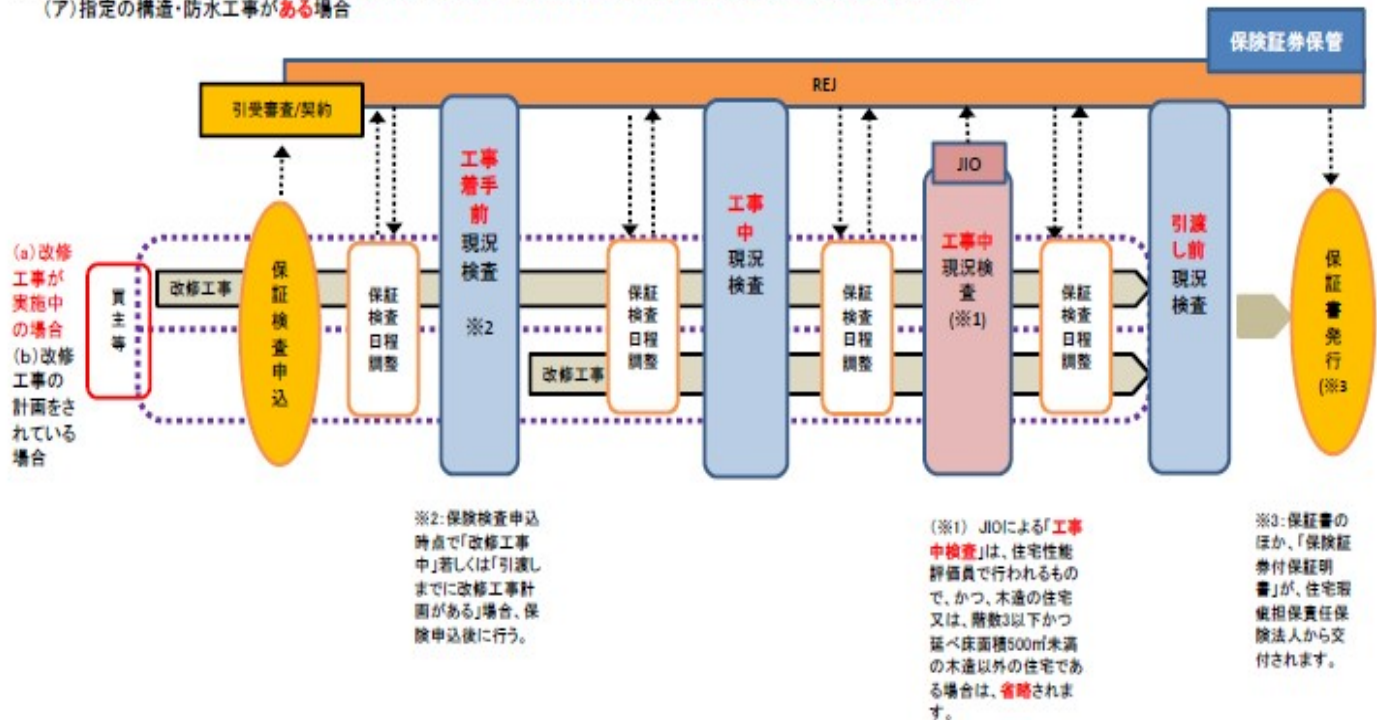 (ア)指定の構造・防水工事がある場合
保険証券保管
REJ
引受審査/契約
JIO
(a)改修
工事が
実施中
の場合
(b)改修
工事の
計画をさ
れている
場合
買主等
改修工事
改修工事
保証検査申込
保証
検査
日程
調整
工事
着手
前
現況
検査
※2
保証
検査
日程
調整
工事
中
現況
検査
保証
検査
日程
調整
工事中
現況検
査
(※1)
保証
検査
日程
調整
引渡
し前
現況
検査
保
証
書
発
行
(※3
※2:保険検査申込
時点で「改修工事
中」若しくは「引渡し
までに改修工事計
画がある」場合、保
険申込後に行う。
(※1) JIOによる「工事
中検査」は、住宅性能
評価員で行われるもの
で、かつ、木造の住宅
又は、階数3以下かつ
延べ床面積500㎡未満
の木造以外の住宅であ
る場合は、省略されま
す。
※3:保証書の
ほか、「保険証
券付保証明
書」が、住宅瑕
疵担保責任保
険法人から交
付されます。